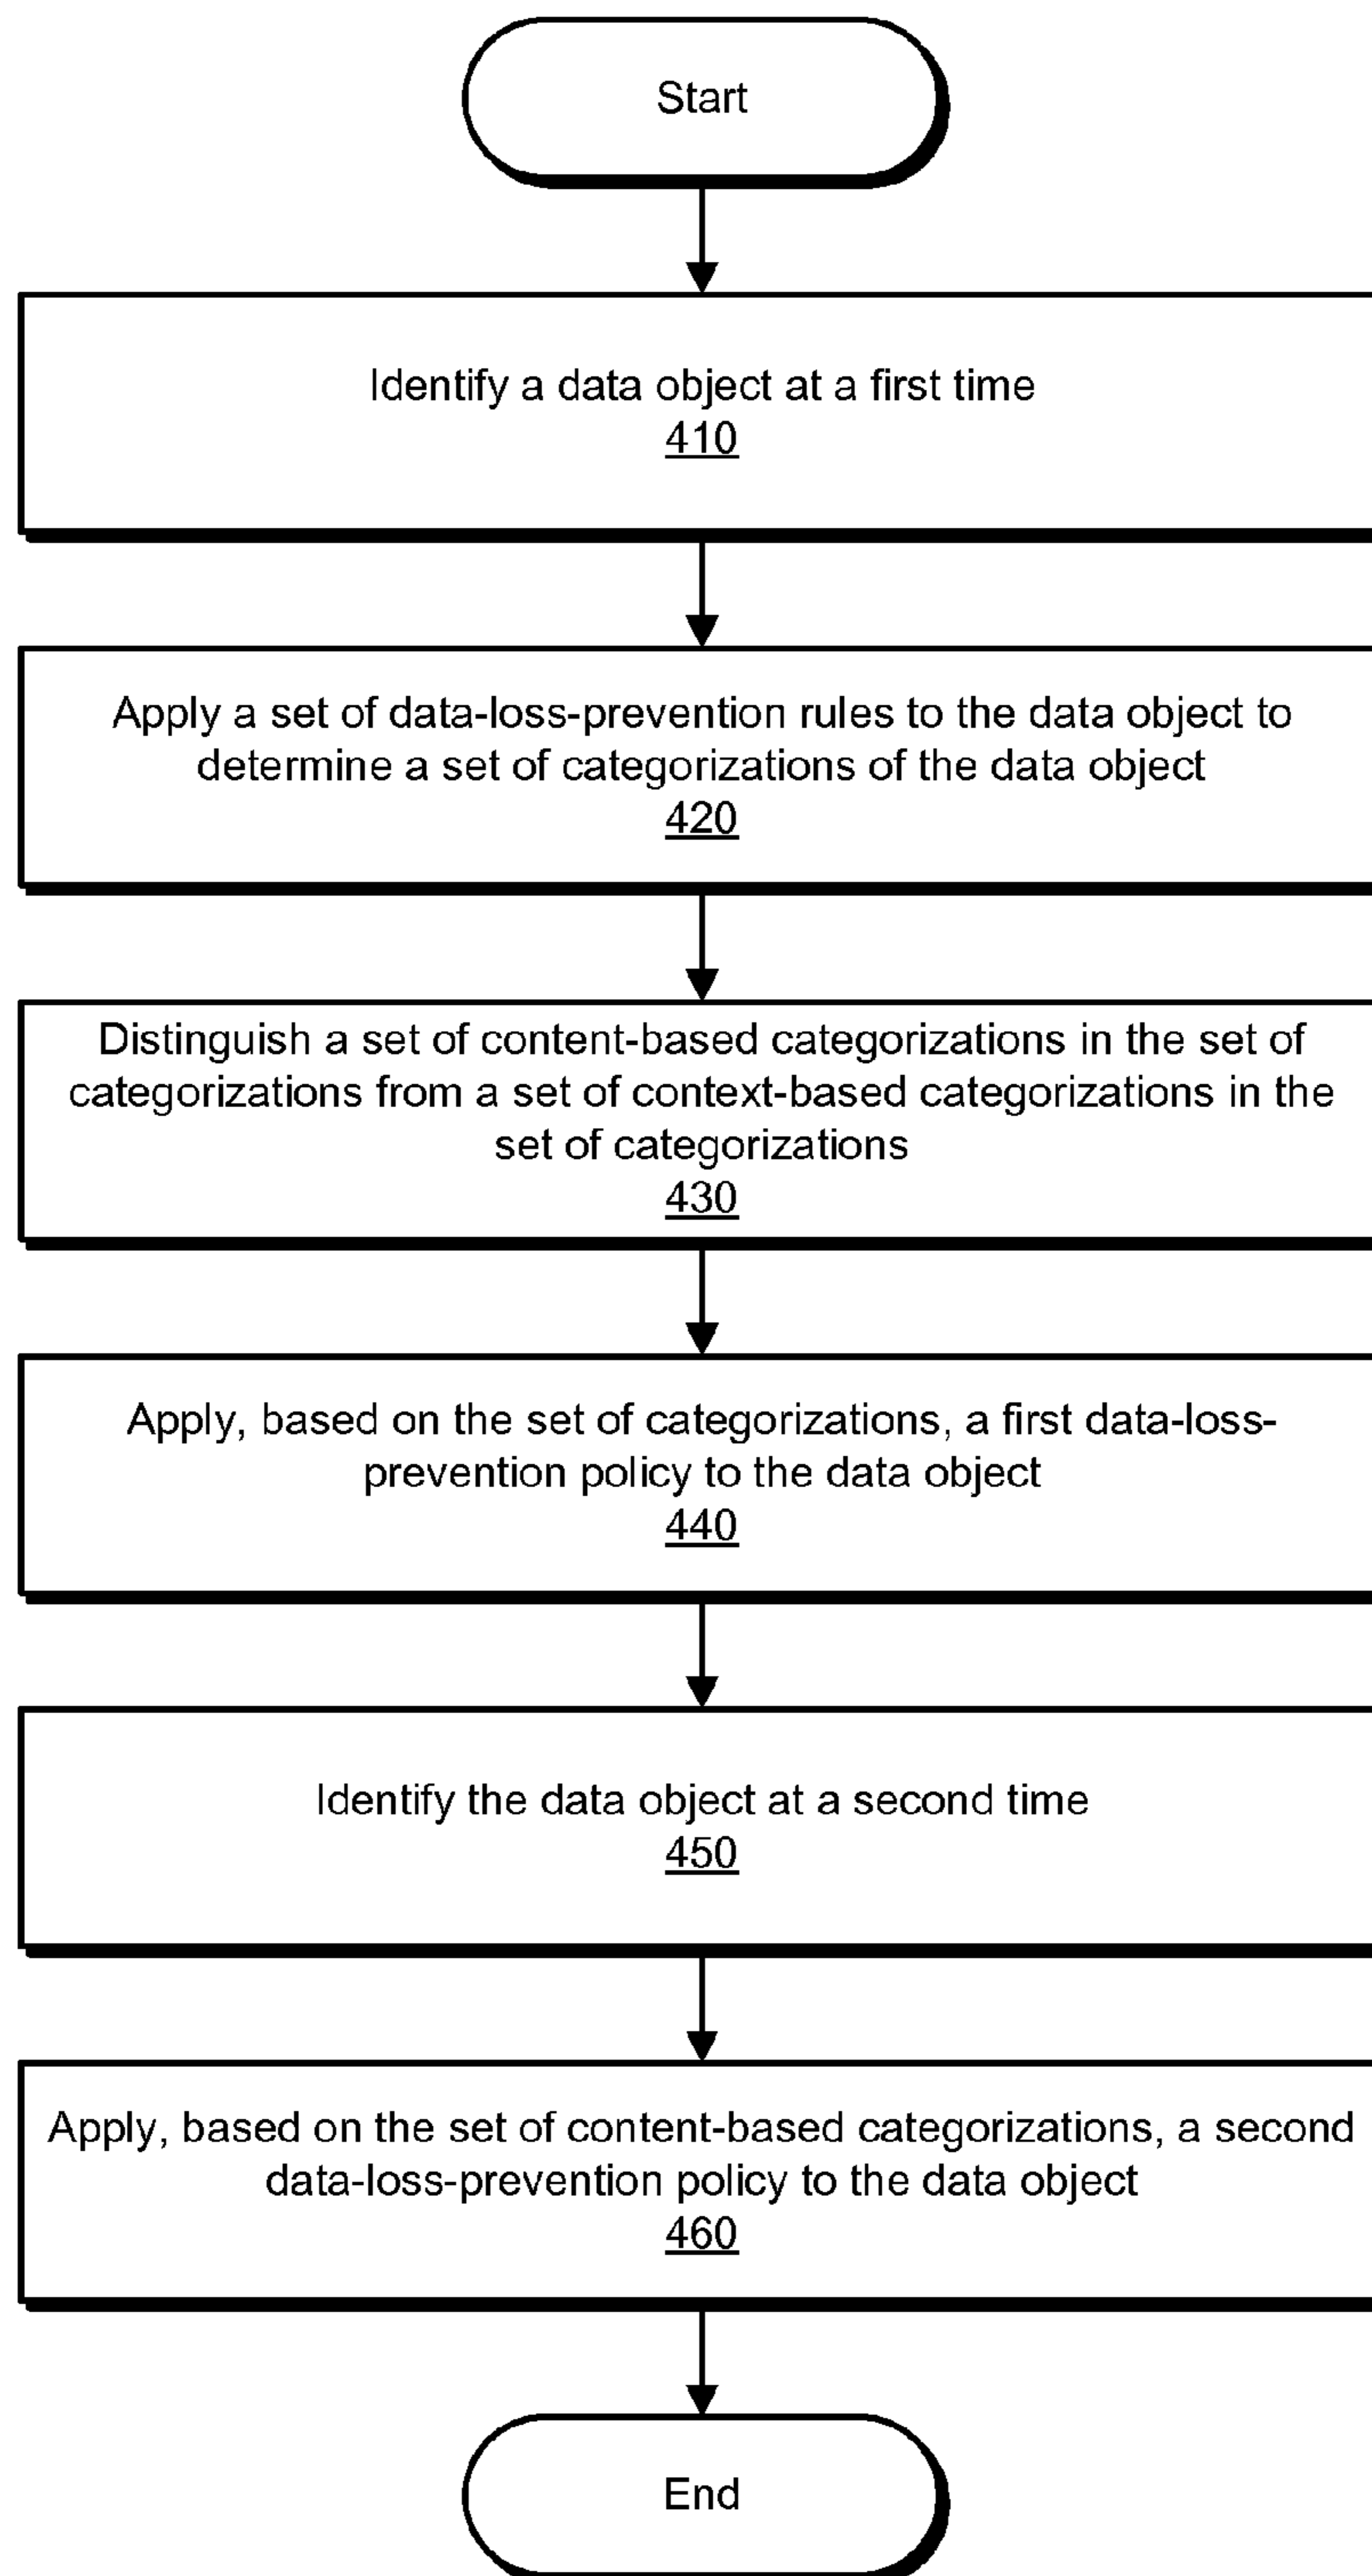 Start
Identify a data object at a first time
410
Apply a set of data-loss-prevention rules to the data object to
determine a set of categorizations of the data object
420
Distinguish a set of content-based categorizations in the set of
categorizations from a set of context-based categorizations in the
set of categorizations
430
Apply, based on the set of categorizations, a first data-loss-
prevention policy to the data object
440
Identify the data object at a second time
450
Apply, based on the set of content-based categorizations, a second
data-loss-prevention policy to the data object
460
End